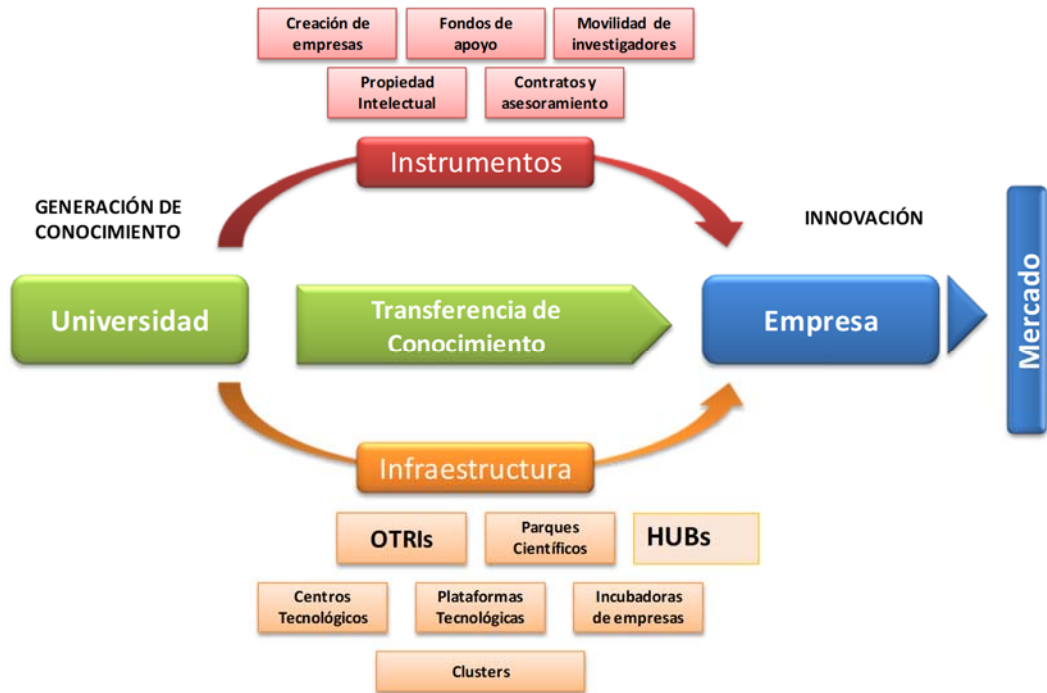 Creación de
empresas
Fondos de
apoyo
Movilidad de
investigadores
Propiedad
Intelectual
Contratos y
asesoramiento
Instrumentos
GENERACIÓN DE
CONOCIMIENTO
INNOVACIÓN
Universidad
Transferencia de
Conocimiento
Empresa
Mercado
Infraestructura
OTRIs
Parques
Científicos
HUBs
Centros
Tecnológicos
Plataformas
Tecnológicas
Incubadoras
de empresas
Clusters